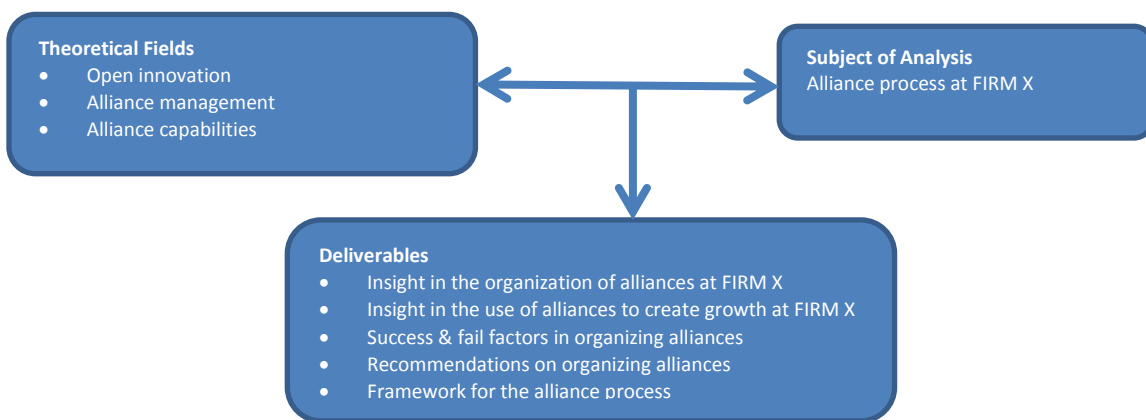 Theoretical Fields
• Open innovation
• Alliance management
• Alliance capabilities
Subject of Analysis
Alliance process at FIRM X
Deliverables
• Insight in the organization of alliances at FIRM X
• Insight in the use of alliances to create growth at FIRM X
• Success & fail factors in organizing alliances
• Recommendations on organizing alliances
• Framework for the alliance process